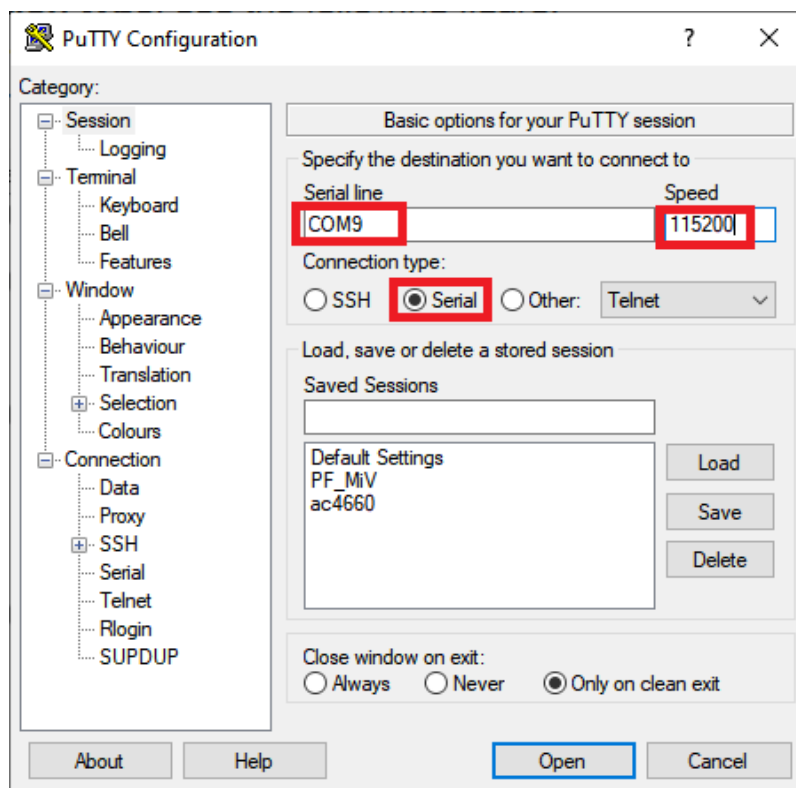 PuTTY Configuration
?
Category:
Session
Logging
Terminal
Keyboard
Bell
Features
Window
Appearance
Behaviour
Translation
Selection
Colours
Connection
Data
Proxy
SSH
Serial
Telnet
Rlogin
SUPDUP
Basic options for your PuTTY session
Specify the destination you want to connect to
Serial line Speed
COM9 115200
Connection type:
SSH Serial Other: Telnet
Load, save or delete a stored session
Saved Sessions
Default Settings
PF_MiV
ac4660
Load
Save
Delete
Close window on exit:
Always Never Only on clean exit
About Help Open Cancel